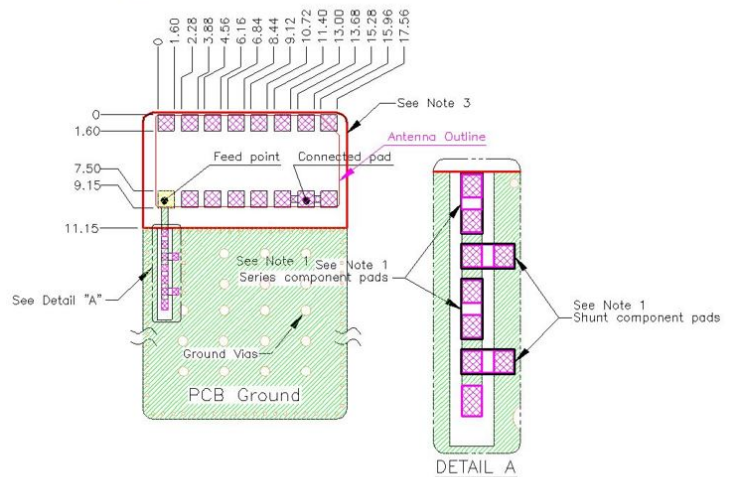 0
1.60
2.28
3.88
4.56
6.16
6.84
8.44
9.12
10.72
11.40
13.00
13.68
15.28
15.96
17.56
0
1.60
7.50
9.15
11.15
See Note 3
Antenna Outline
Feed point
Connected pad
See Note 1
See Note 1
Series component pads
See Detail "A"
See Note 1
Shunt component pads
Ground Vias
PCB Ground
DETAIL A